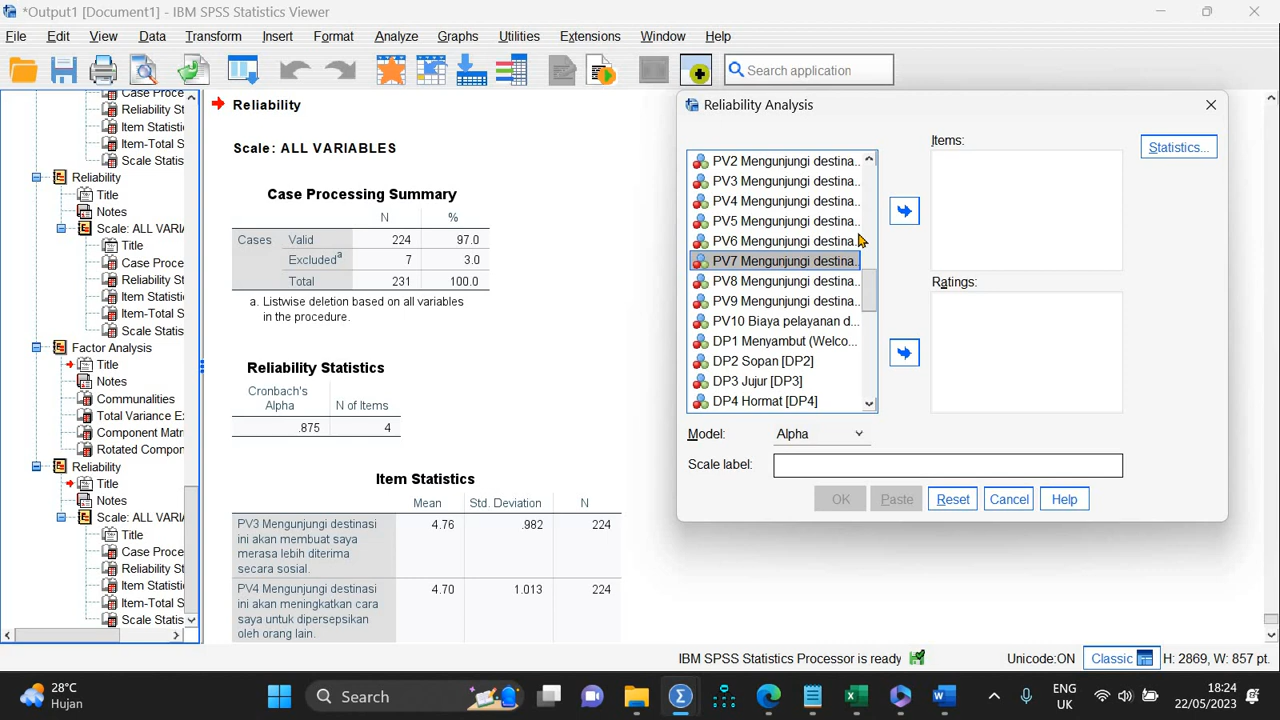 *Output1 [Document1] - IBM SPSS Statistics Viewer
File Edit View Data Transform Insert Format Analyze Graphs Utilities Extensions Window Help
Search application
Case Proce
Reliability St
Item Statisti
Item-Total S
Scale Statis
Reliability
Title
Notes
Scale: ALL VARIA
Title
Case Proce
Reliability St
Item Statisti
Item-Total S
Scale Statis
Factor Analysis
Title
Notes
Communalities
Total Variance E
Component Matr
Rotated Compon
Reliability
Title
Notes
Scale: ALL VARIA
Title
Case Proce
Reliability St
Item Statisti
Item-Total S
Scale Statis
Reliability
Scale: ALL VARIABLES
Case Processing Summary
N %
Cases Valid 224 97.0
Excludedᵃ 7 3.0
Total 231 100.0
a. Listwise deletion based on all variables
in the procedure.
Reliability Statistics
Cronbach's
Alpha N of Items
.875 4
Item Statistics
Mean Std. Deviation N
PV3 Mengunjungi destinasi 4.76 .982 224
ini akan membuat saya
merasa lebih diterima
secara sosial.
PV4 Mengunjungi destinasi 4.70 1.013 224
ini akan meningkatkan cara
saya untuk dipersepsikan
oleh orang lain.
Reliability Analysis
PV2 Mengunjungi destina...
PV3 Mengunjungi destina...
PV4 Mengunjungi destina...
PV5 Mengunjungi destina...
PV6 Mengunjungi destina...
PV7 Mengunjungi destina...
PV8 Mengunjungi destina...
PV9 Mengunjungi destina...
PV10 Biaya pelayanan d...
DP1 Menyambut (Welco...
DP2 Sopan [DP2]
DP3 Jujur [DP3]
DP4 Hormat [DP4]
Items:
Statistics...
Ratings:
Model: Alpha
Scale label:
OK Paste Reset Cancel Help
IBM SPSS Statistics Processor is ready Unicode:ON Classic H: 2869, W: 857 pt.
28°C
Hujan
Search
ENG
UK
18:24
22/05/2023